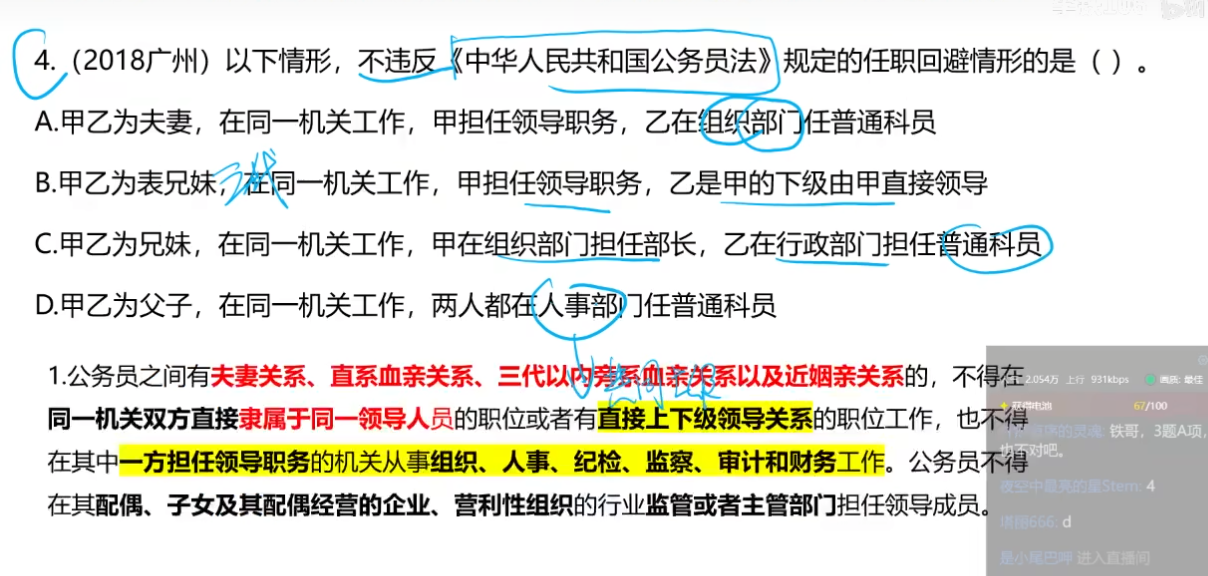 4.（2018广州）以下情形，不违反《中华人民共和国公务员法》规定的任职回避情形的是（ ）。
A.甲乙为夫妻，在同一机关工作，甲担任领导职务，乙在组织部门任普通科员
三代
B.甲乙为表兄妹，在同一机关工作，甲担任领导职务，乙是甲的下级由甲直接领导
C.甲乙为兄妹，在同一机关工作，甲在组织部门担任部长，乙在行政部门担任普通科员
D.甲乙为父子，在同一机关工作，两人都在人事部门任普通科员
1.公务员之间有夫妻关系、直系血亲关系、三代以内旁系血亲关系以及近姻亲关系的，不得在
同一机关双方直接隶属于同一领导人员的职位或者有直接上下级领导关系的职位工作，也不得
在其中一方担任领导职务的机关从事组织、人事、纪检、监察、审计和财务工作。公务员不得
在其配偶、子女及其配偶经营的企业、营利性组织的行业监管或者主管部门担任领导成员。
2.054万 上行 931kbps 画质: 最佳
获得电池 67/100
的灵魂: 铁哥，3题A项，
也不对吧。
夜空中最亮的星Stern: 4
堪丽666: d
是小尾巴呀 进入直播间